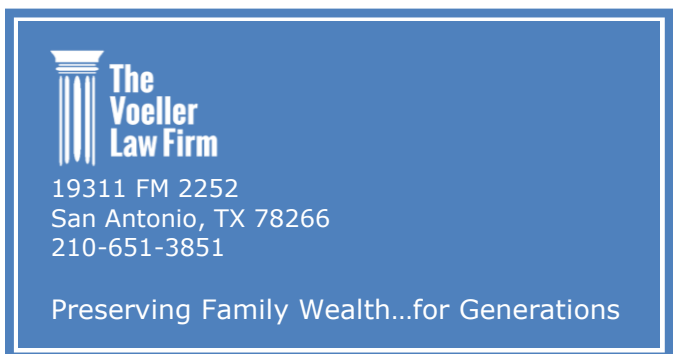 The
Voeller
Law Firm
19311 FM 2252
San Antonio, TX 78266
210-651-3851
Preserving Family Wealth…for Generations